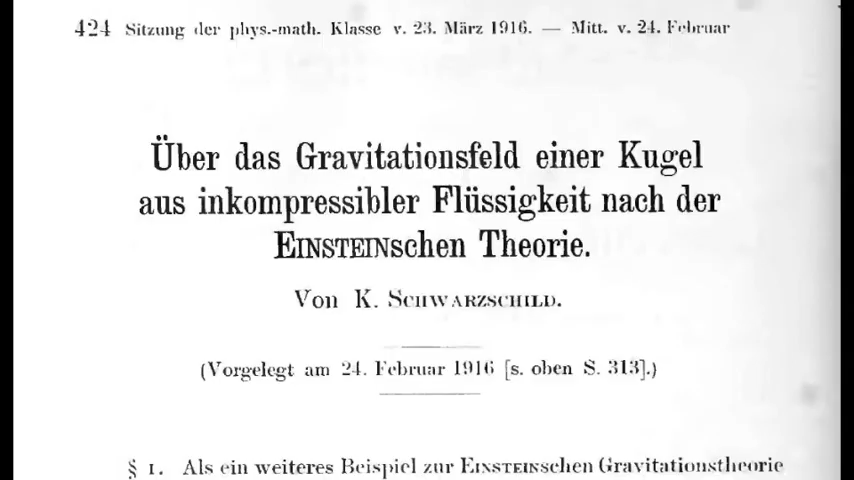 424 Sitzung der phys.-math. Klasse v. 23. März 1916. — Mitt. v. 24. Februar
Über das Gravitationsfeld einer Kugel
aus inkompressibler Flüssigkeit nach der
EINSTEINschen Theorie.
Von K. SCHWARZSCHILD.
(Vorgelegt am 24. Februar 1916 [s. oben S. 313].)
§ 1. Als ein weiteres Beispiel zur EINSTEINschen Gravitationstheorie